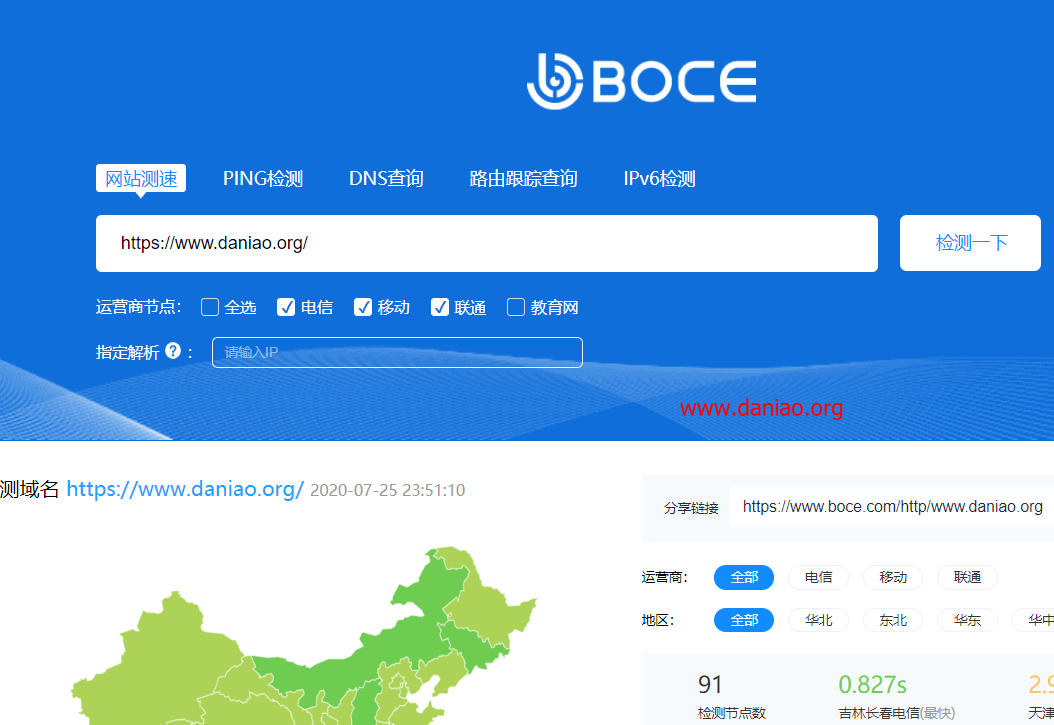 BOCE
网站测速 PING检测 DNS查询 路由跟踪查询 IPv6检测
https://www.daniao.org/ 检测一下
运营商节点: 全选 电信 移动 联通 教育网
指定解析 ? : 请输入IP
www.daniao.org
测域名 https://www.daniao.org/ 2020-07-25 23:51:10
分享链接 https://www.boce.com/http/www.daniao.org
运营商: 全部 电信 移动 联通
地区: 全部 华北 东北 华东 华中
91 0.827s 2.9
检测节点数 吉林长春电信(最快) 天津